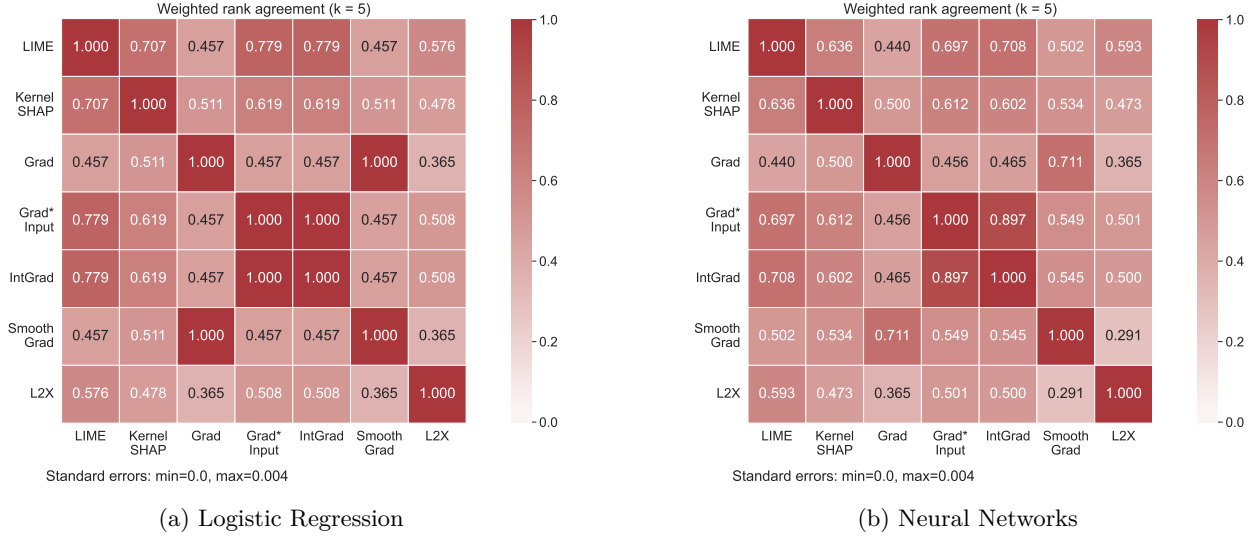 Weighted rank agreement (k = 5)
LIME 1.000 0.707 0.457 0.779 0.779 0.457 0.576
Kernel
SHAP 0.707 1.000 0.511 0.619 0.619 0.511 0.478
Grad 0.457 0.511 1.000 0.457 0.457 1.000 0.365
Grad*
Input 0.779 0.619 0.457 1.000 1.000 0.457 0.508
IntGrad 0.779 0.619 0.457 1.000 1.000 0.457 0.508
Smooth
Grad 0.457 0.511 1.000 0.457 0.457 1.000 0.365
L2X 0.576 0.478 0.365 0.508 0.508 0.365 1.000
LIME Kernel Grad Grad* IntGrad Smooth L2X
SHAP Input Grad
1.0
0.8
0.6
0.4
0.2
0.0
Standard errors: min=0.0, max=0.004
(a) Logistic Regression
Weighted rank agreement (k = 5)
LIME 1.000 0.636 0.440 0.697 0.708 0.502 0.593
Kernel
SHAP 0.636 1.000 0.500 0.612 0.602 0.534 0.473
Grad 0.440 0.500 1.000 0.456 0.465 0.711 0.365
Grad*
Input 0.697 0.612 0.456 1.000 0.897 0.549 0.501
IntGrad 0.708 0.602 0.465 0.897 1.000 0.545 0.500
Smooth
Grad 0.502 0.534 0.711 0.549 0.545 1.000 0.291
L2X 0.593 0.473 0.365 0.501 0.500 0.291 1.000
LIME Kernel Grad Grad* IntGrad Smooth L2X
SHAP Input Grad
1.0
0.8
0.6
0.4
0.2
0.0
Standard errors: min=0.0, max=0.004
(b) Neural Networks